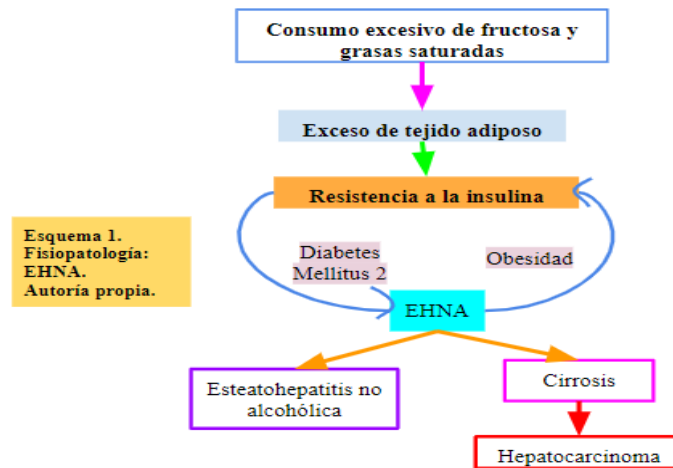 Consumo excesivo de fructosa y
grasas saturadas
Exceso de tejido adiposo
Resistencia a la insulina
Esquema 1.
Fisiopatología:
EHNA.
Autoría propia.
Diabetes
Mellitus 2
Obesidad
EHNA
Esteatohepatitis no
alcohólica
Cirrosis
Hepatocarcinoma